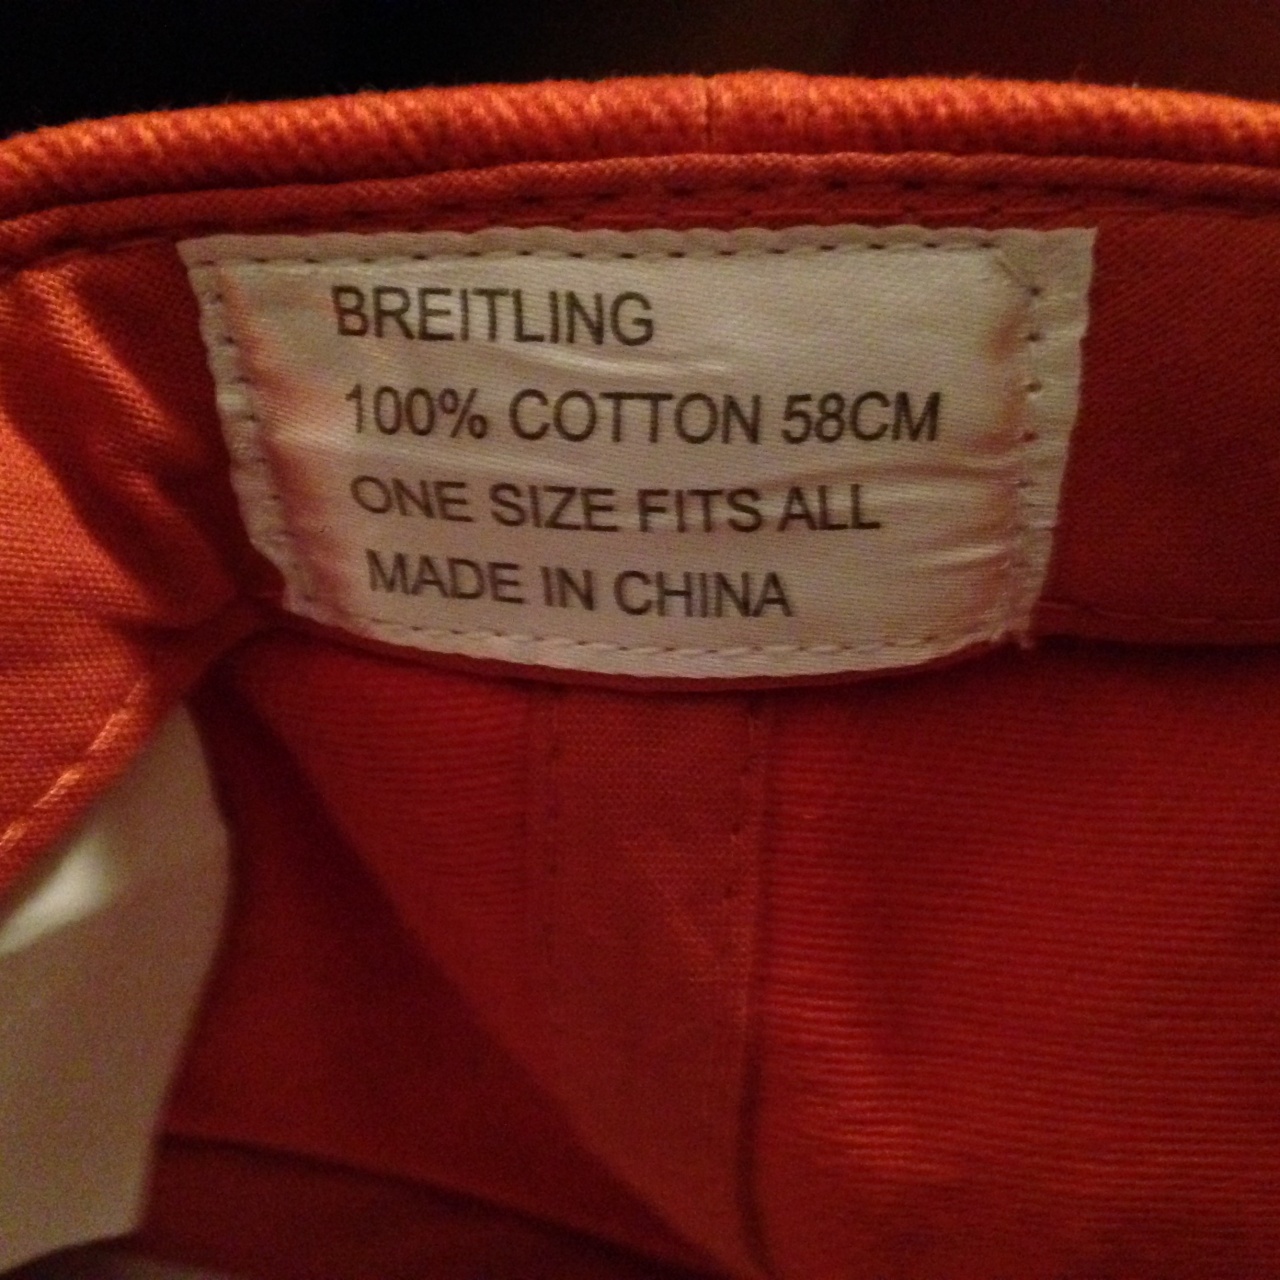 BREITLING
100% COTTON 58CM
ONE SIZE FITS ALL
MADE IN CHINA